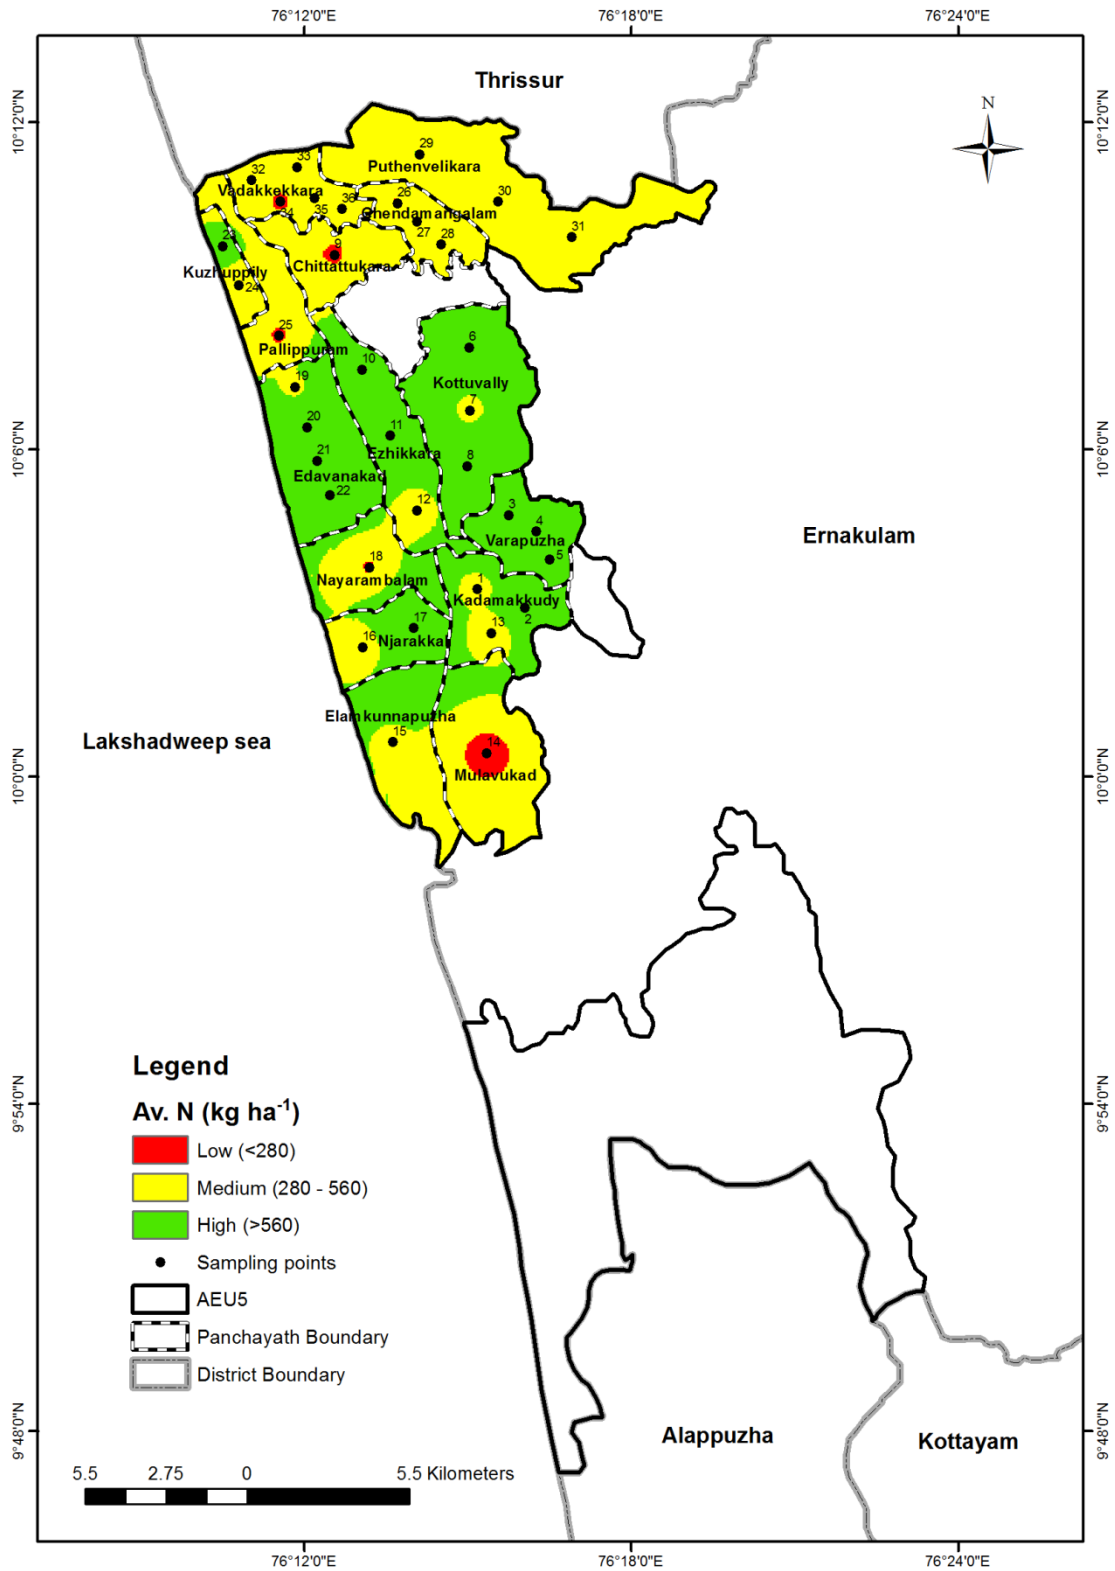 76°12'0"E 76°18'0"E 76°24'0"E
Thrissur
N
10°12'0"N 10°12'0"N
29
33
Puthenvelikara
32
Vadakkekkara
26
30
34 35 36
Chendamangalam
27 28
31
23
9
Chittattukara
Kuzhuppily
24
25
Pallippuram
6
10
19
Kottuvally
7
20
11
10°6'0"N 10°6'0"N
Ezhikkara
21
8
Edavanakad
22
12
3
4
Varapuzha
5
Ernakulam
18
Nayarambalam
1
Kadamakkudy
2
17
13
16
Njarakkal
Elamkunnapuzha
15
14
Lakshadweep sea
Mulavukad
10°0'0"N 10°0'0"N
Legend
Av. N (kg ha-1)
9°54'0"N 9°54'0"N
Low (<280)
Medium (280 - 560)
High (>560)
Sampling points
AEU5
Panchayath Boundary
District Boundary
Alappuzha
Kottayam
9°48'0"N 9°48'0"N
5.5 2.75 0 5.5 Kilometers
76°12'0"E 76°18'0"E 76°24'0"E